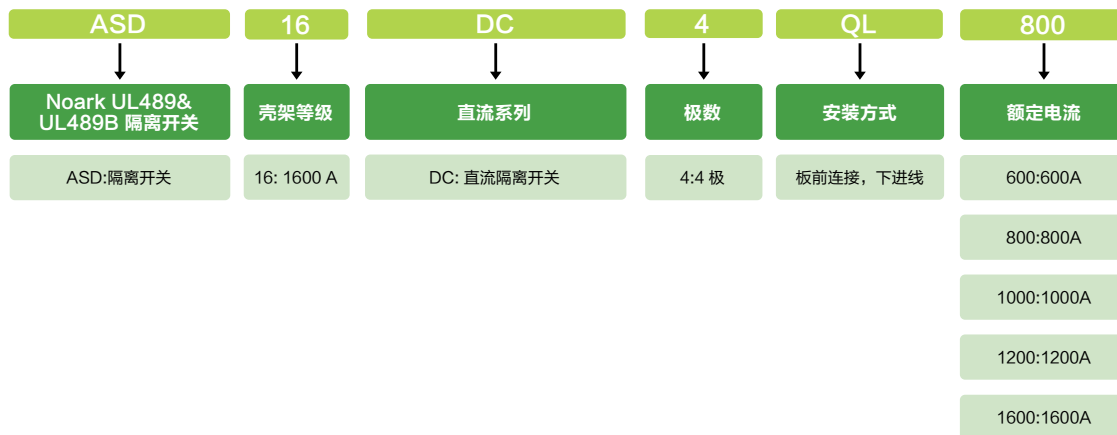 ASD 16 DC 4 QL 800
Noark UL489&
UL489B 隔离开关
壳架等级
直流系列
极数
安装方式
额定电流
ASD:隔离开关
16: 1600 A
DC: 直流隔离开关
4:4 极
板前连接，下进线
600:600A
800:800A
1000:1000A
1200:1200A
1600:1600A